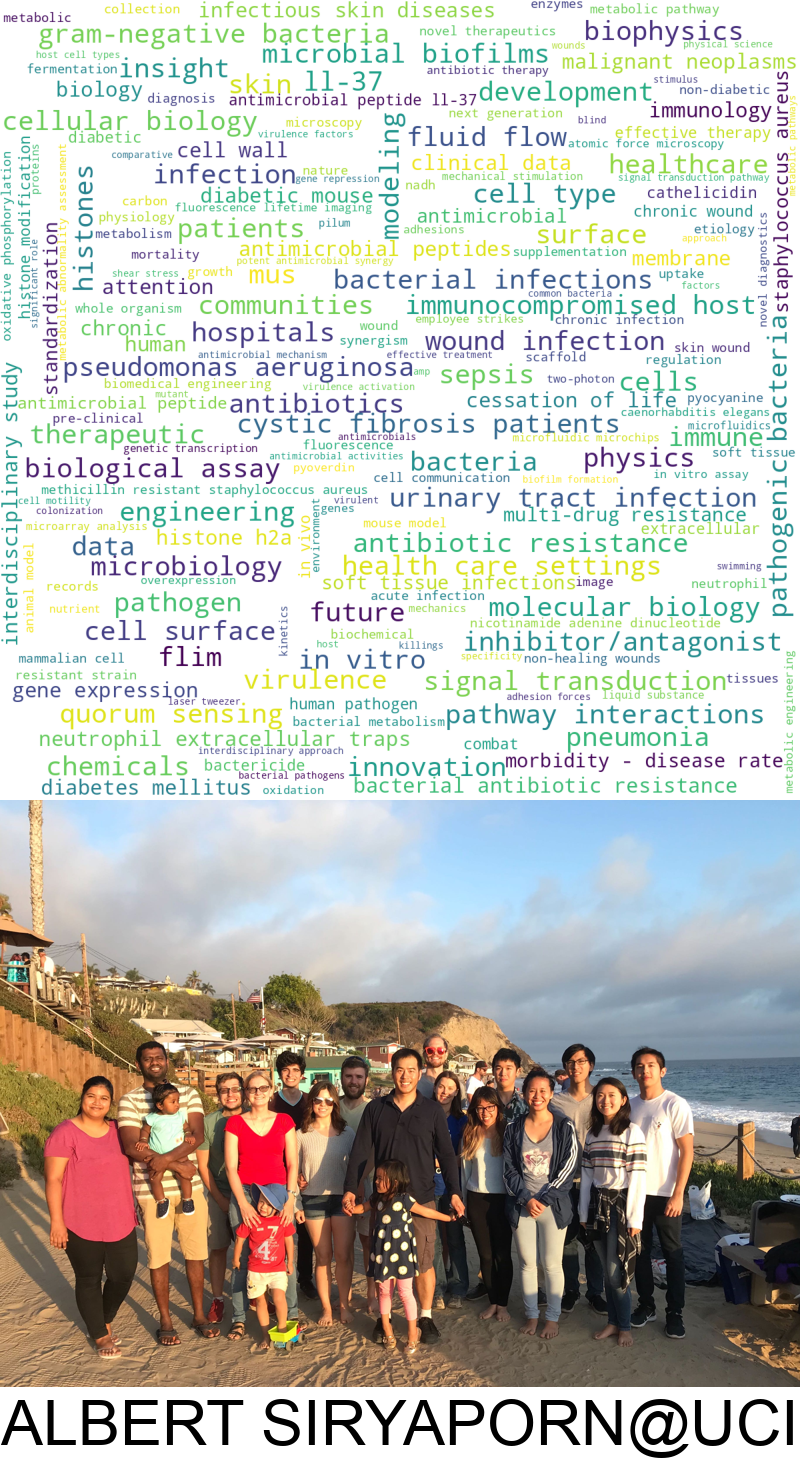 metabolic
collection
infectious skin diseases
enzymes
metabolic pathway
gram-negative bacteria
novel therapeutics
biophysics
host cell types
microbial biofilms
wounds
physical science
fermentation
insight
antibiotic therapy
malignant neoplasms
biology
skin
ll-37
stimulus
development
non-diabetic
diagnosis
antimicrobial peptide ll-37
immunology
cellular biology
microscopy
next generation
blind
diabetic
virulence factors
modeling
fluid flow
effective therapy
atomic force microscopy
comparative
cell wall
clinical data
healthcare
staphylococcus aureus
metabolic pathways
infection
nature
gene repression
mechanical stimulation
signal transduction pathway
oxidative phosphorylation
histone modification
proteins
significant role
metabolic abnormality assessment
histones
standardization
carbon
diabetic mouse
nadh
cell type
cathelicidin
physiology
fluorescence lifetime imaging
antimicrobial
chronic wound
metabolism
patients
pilum
adhesions
surface
etiology
approach
mortality
antimicrobial peptides
supplementation
membrane
novel diagnostics
potent antimicrobial synergy
shear stress
growth
mus
bacterial infections
uptake
factors
attention
common bacteria
whole organism
communities
immunocompromised host
chronic
hospitals
wound
employee strikes
chronic infection
human
synergism
wound infection
skin wound
antimicrobial mechanism
effective treatment
scaffold
regulation
pseudomonas aeruginosa
amp
sepsis
two-photon
cells
biomedical engineering
virulence activation
mutant
antimicrobial peptide
antibiotics
cessation of life
pyocyanine
pre-clinical
cystic fibrosis patients
caenorhabditis elegans
microfluidics
therapeutic
antimicrobials
microfluidic microchips
immune
genetic transcription
fluorescence
antimicrobial activities
physics
soft tissue
biological assay
pyoverdin
bacteria
interdisciplinary study
pathogenic bacteria
cell communication
biofilm formation
in vitro assay
methicillin resistant staphylococcus aureus
cell motility
virulent
urinary tract infection
colonization
engineering
environment
genes
multi-drug resistance
microarray analysis
mouse model
extracellular
histone h2a
in vivo
data
antibiotic resistance
animal model
microbiology
health care settings
swimming
overexpression
soft tissue infections
image
neutrophil
records
acute infection
nutrient
pathogen
future
mechanics
molecular biology
kinetics
nicotinamide adenine dinucleotide
cell surface
biochemical
host
killings
inhibitor/antagonist
mammalian cell
flim
in vitro
specificity
non-healing wounds
resistant strain
virulence
signal transduction
tissues
gene expression
adhesion forces
liquid substance
laser tweezer
human pathogen
quorum sensing
bacterial metabolism
pathway interactions
metabolic engineering
neutrophil extracellular traps
interdisciplinary approach
combat
pneumonia
chemicals
bactericide
bacterial pathogens
innovation
morbidity - disease rate
diabetes mellitus
oxidation
bacterial antibiotic resistance
ALBERT SIRYAPORN@UCI